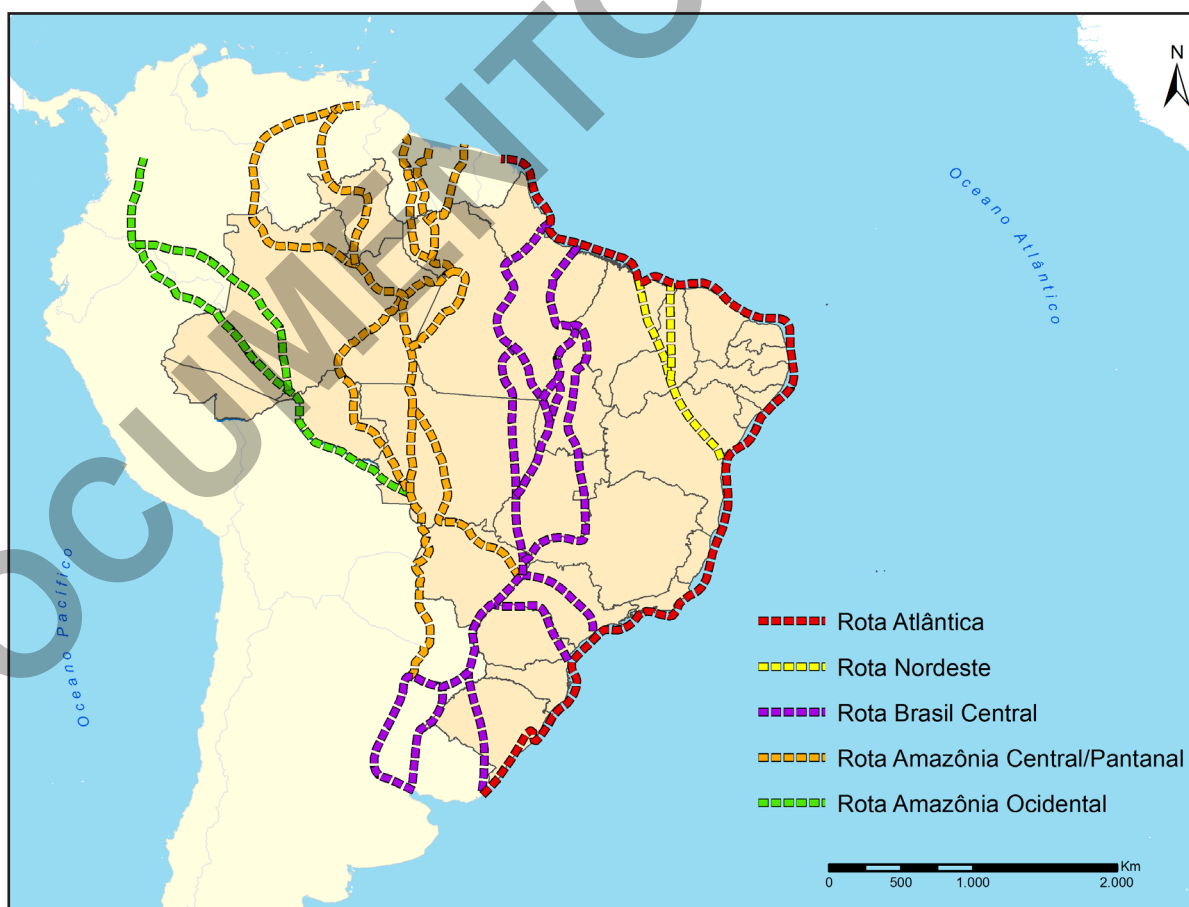 DOCUMENTO
N
Oceano Atlântico
Oceano Pacífico
Rota Atlântica
Rota Nordeste
Rota Brasil Central
Rota Amazônia Central/Pantanal
Rota Amazônia Ocidental
Km
0 500 1.000 2.000